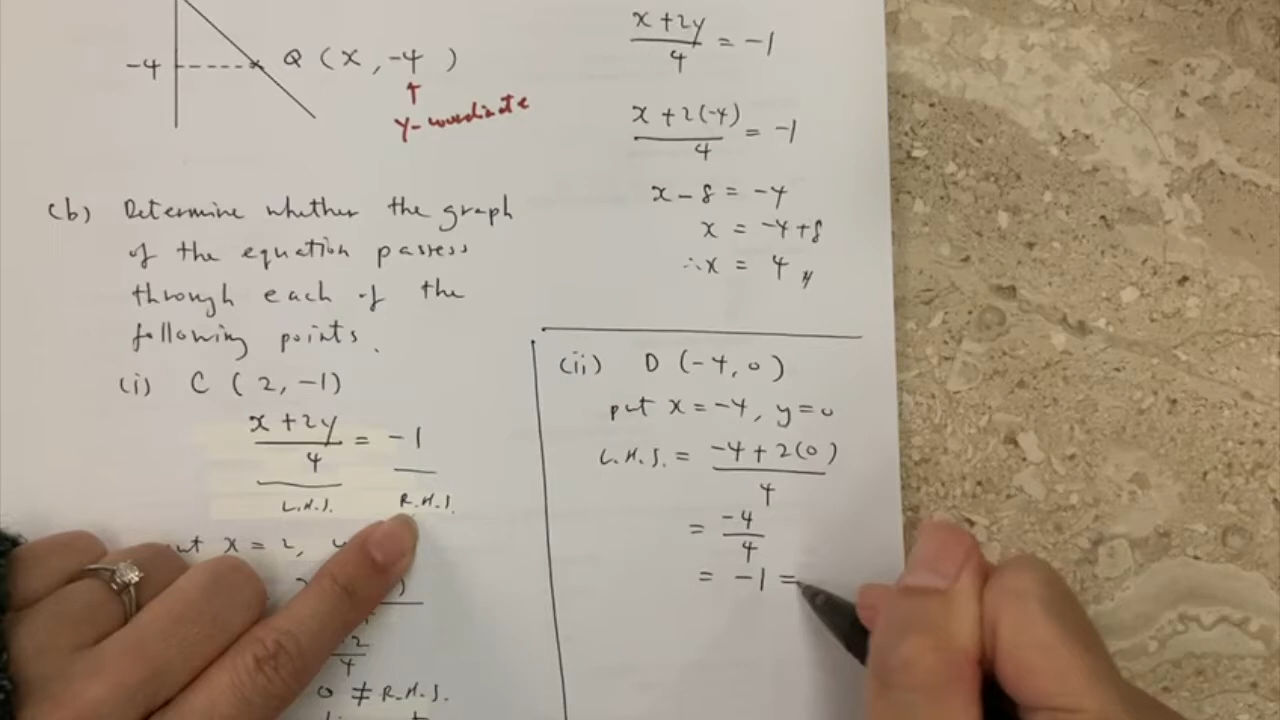 -4 Q (x, -4)
↑
y-coordinate
(b) Determine whether the graph
of the equation passess
through each of the
following points.
(i) C (2, -1)
x + 2y / 4 = -1
L.H.S. R.H.S.
x = 2,
2 / 4
0 ≠ R.H.S.
x + 2y / 4 = -1
x + 2(-4) / 4 = -1
x - 8 = -4
x = -4 + 8
∴ x = 4
(ii) D (-4, 0)
put x = -4, y = 0
L.H.S. = -4 + 2(0) / 4
= -4 / 4
= -1 =